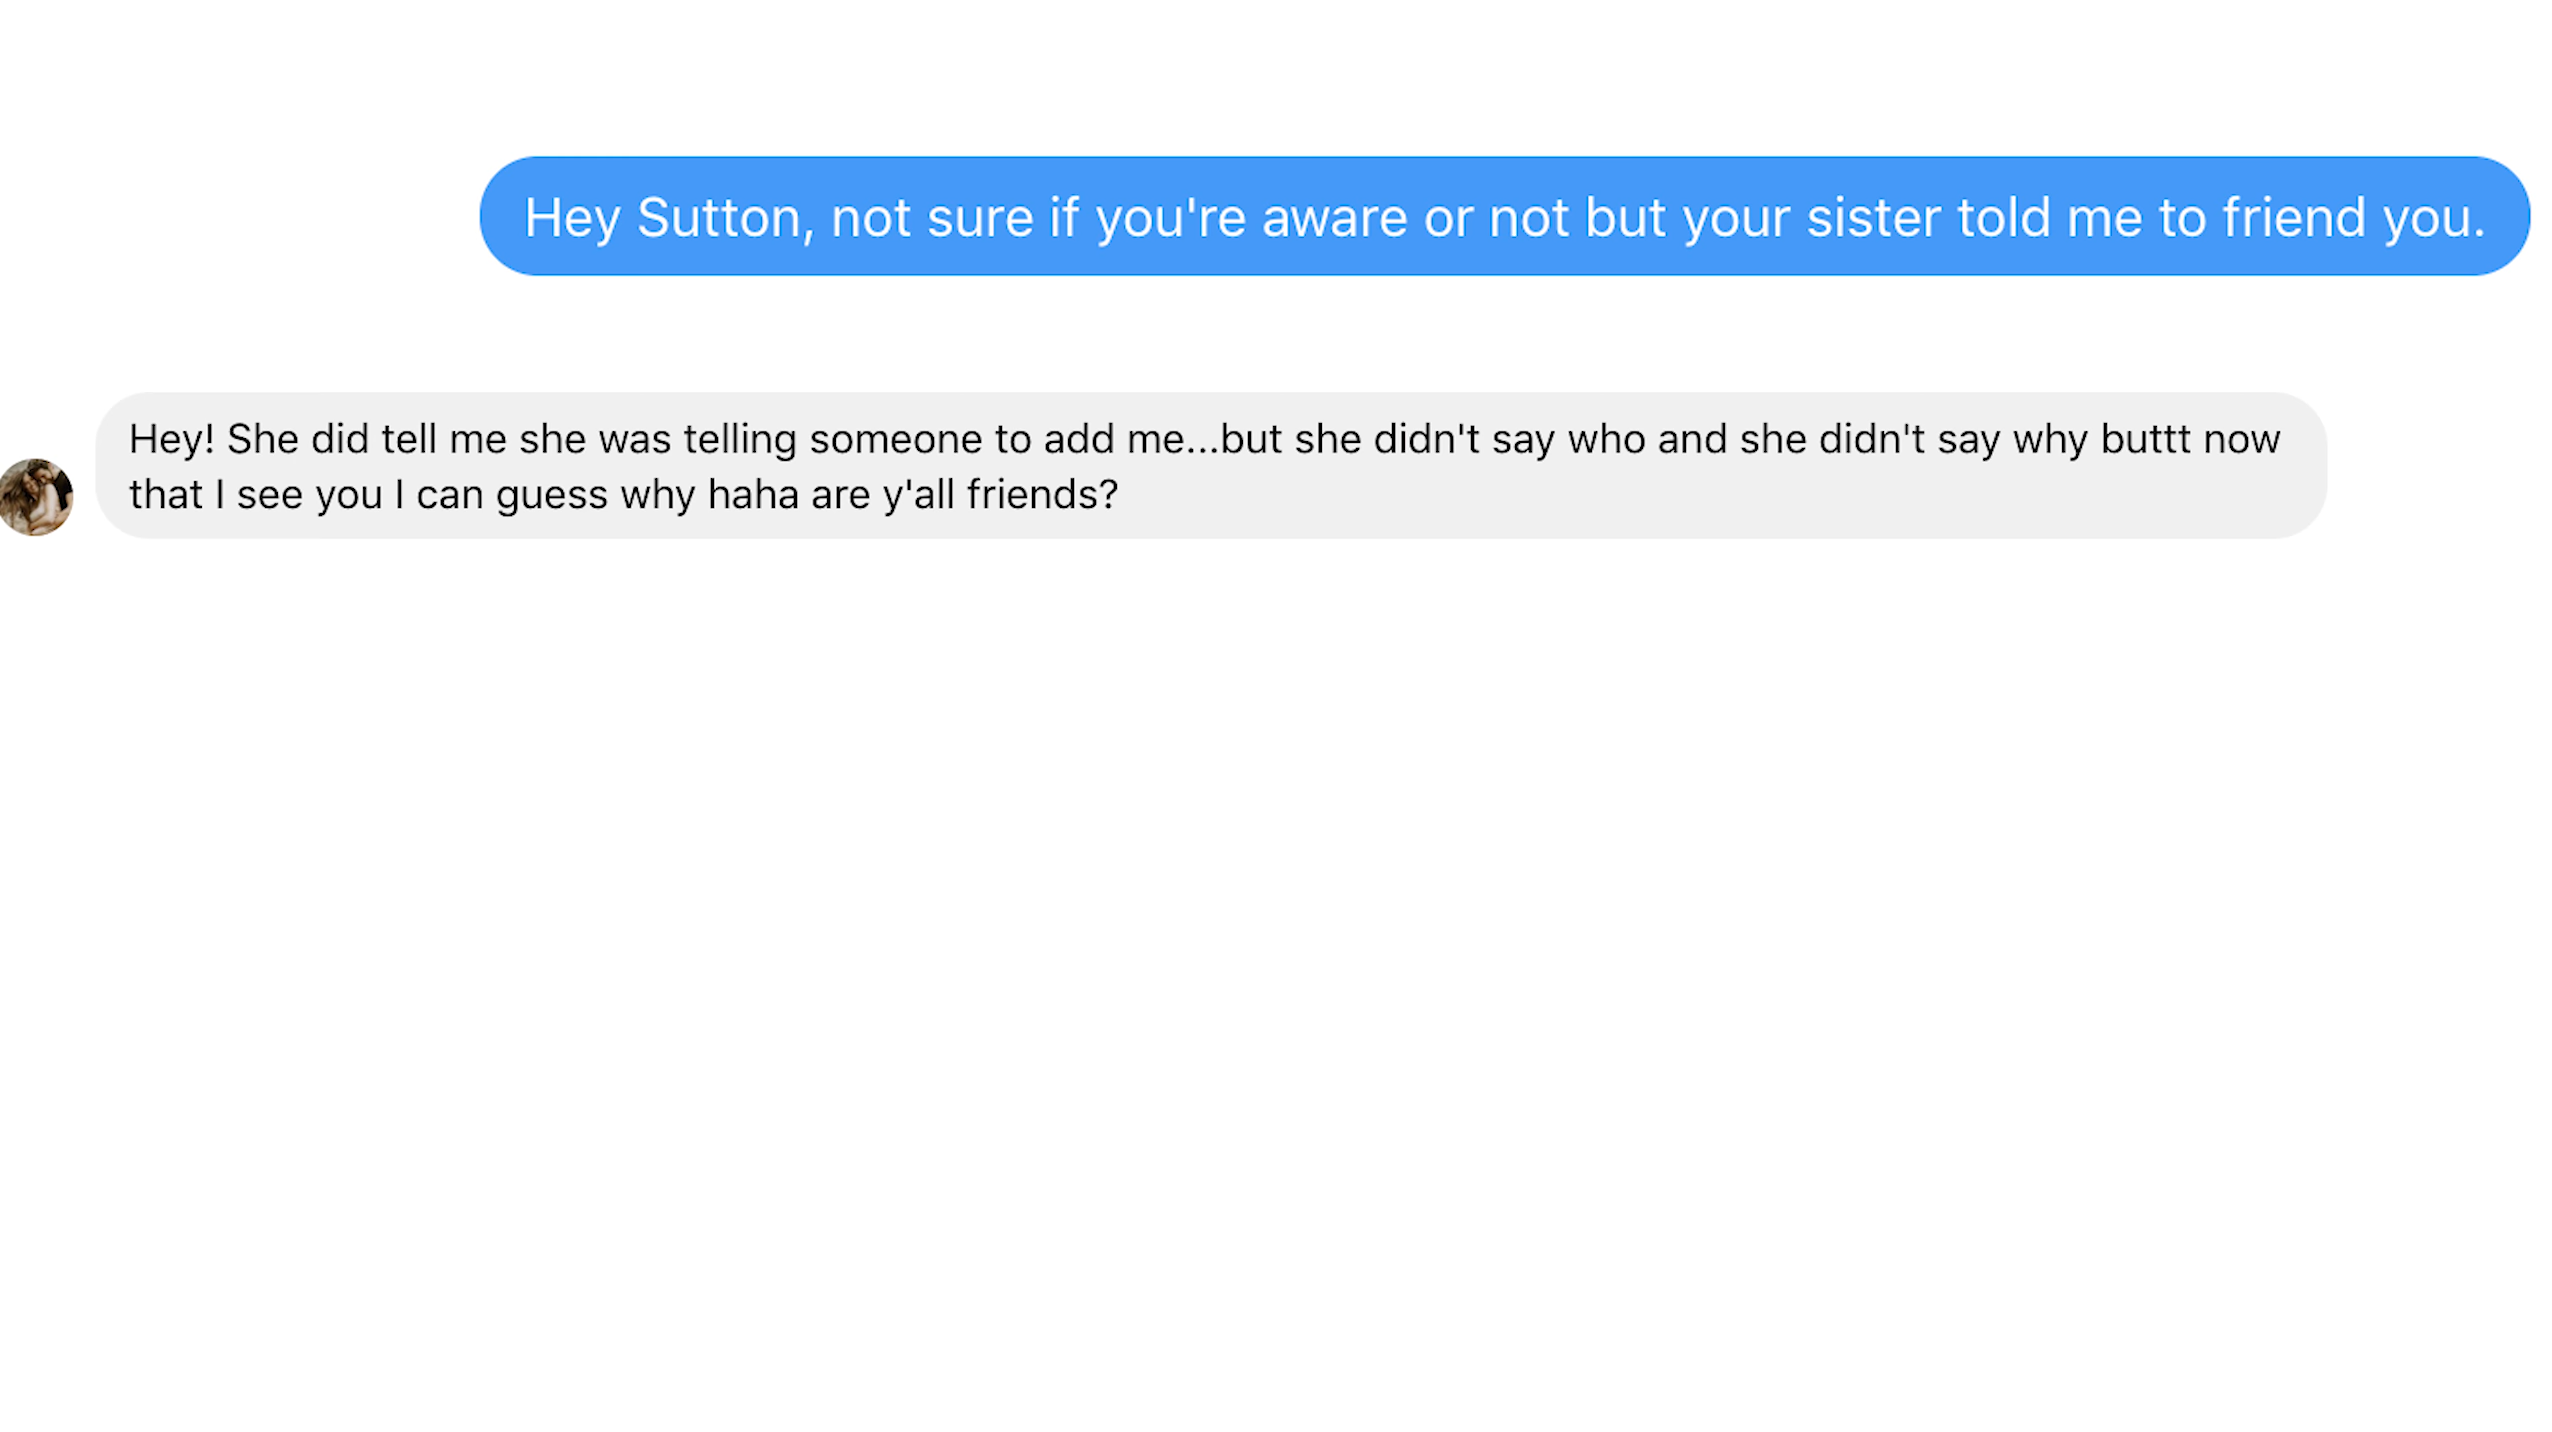 Hey Sutton, not sure if you're aware or not but your sister told me to friend you.
Hey! She did tell me she was telling someone to add me...but she didn't say who and she didn't say why buttt now
that I see you I can guess why haha are y'all friends?